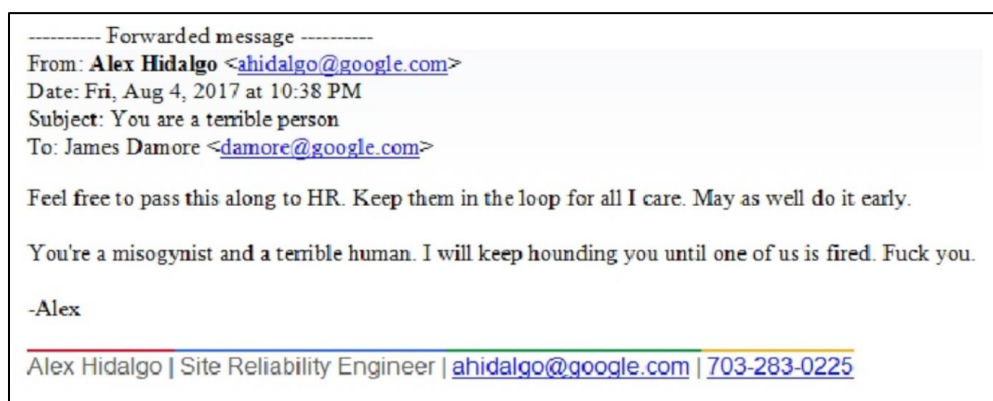 ---------- Forwarded message ----------
From: Alex Hidalgo <ahidalgo@google.com>
Date: Fri, Aug 4, 2017 at 10:38 PM
Subject: You are a terrible person
To: James Damore <damore@google.com>
Feel free to pass this along to HR. Keep them in the loop for all I care. May as well do it early.
You're a misogynist and a terrible human. I will keep hounding you until one of us is fired. Fuck you.
-Alex
Alex Hidalgo | Site Reliability Engineer | ahidalgo@google.com | 703-283-0225